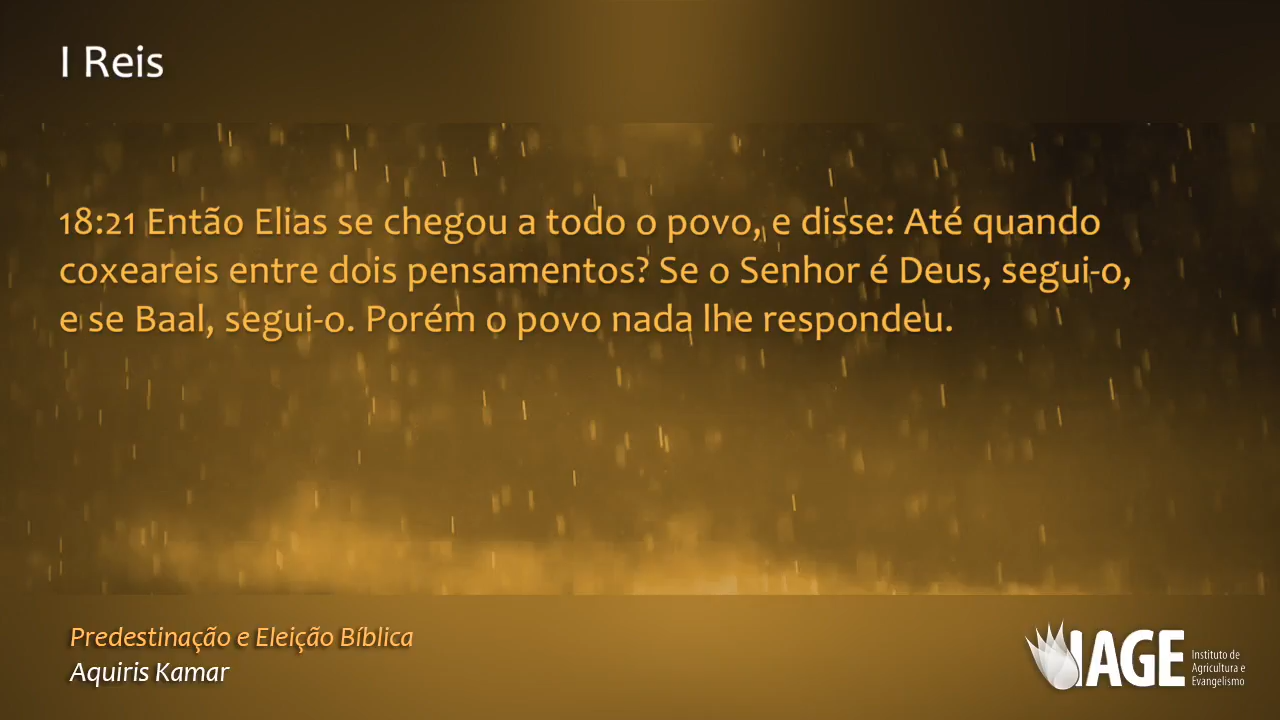 I Reis
18:21 Então Elias se chegou a todo o povo, e disse: Até quando
coxeareis entre dois pensamentos? Se o Senhor é Deus, segui-o,
e se Baal, segui-o. Porém o povo nada lhe respondeu.
Predestinação e Eleição Bíblica
Aquiris Kamar
IAGE
Instituto de
Agricultura e
Evangelismo